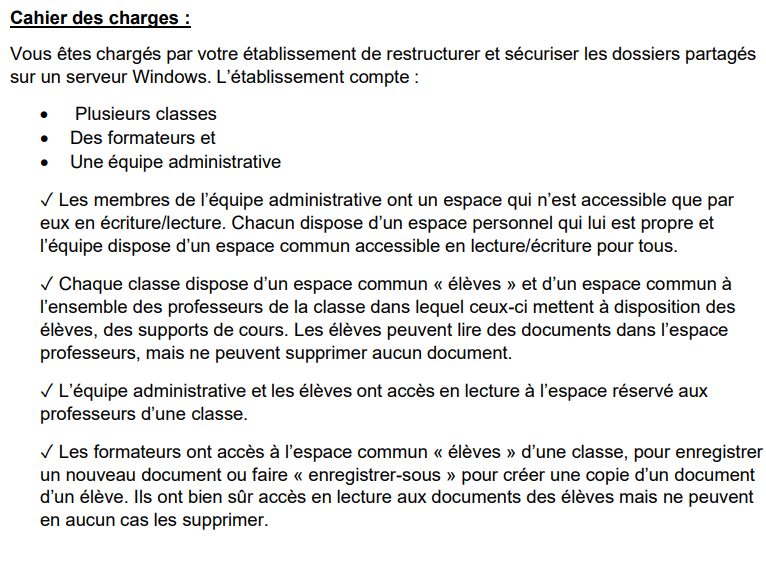 Cahier des charges :
Vous êtes chargés par votre établissement de restructurer et sécuriser les dossiers partagés
sur un serveur Windows. L’établissement compte :
• Plusieurs classes
• Des formateurs et
• Une équipe administrative
✓ Les membres de l’équipe administrative ont un espace qui n’est accessible que par
eux en écriture/lecture. Chacun dispose d’un espace personnel qui lui est propre et
l’équipe dispose d’un espace commun accessible en lecture/écriture pour tous.
✓ Chaque classe dispose d’un espace commun « élèves » et d’un espace commun à
l’ensemble des professeurs de la classe dans lequel ceux-ci mettent à disposition des
élèves, des supports de cours. Les élèves peuvent lire des documents dans l’espace
professeurs, mais ne peuvent supprimer aucun document.
✓ L’équipe administrative et les élèves ont accès en lecture à l’espace réservé aux
professeurs d’une classe.
✓ Les formateurs ont accès à l’espace commun « élèves » d’une classe, pour enregistrer
un nouveau document ou faire « enregistrer-sous » pour créer une copie d’un document
d’un élève. Ils ont bien sûr accès en lecture aux documents des élèves mais ne peuvent
en aucun cas les supprimer.